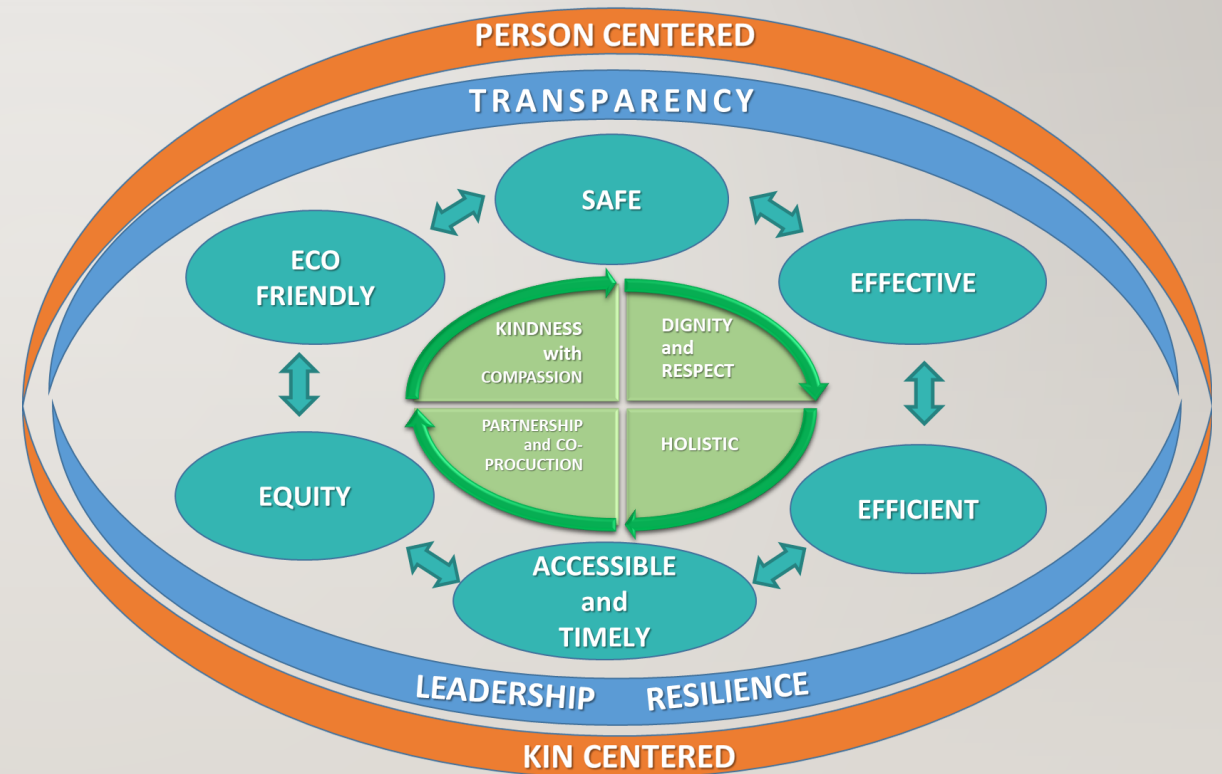 PERSON CENTERED
TRANSPARENCY
SAFE
ECO
FRIENDLY
EFFECTIVE
KINDNESS
with
COMPASSION
DIGNITY
and
RESPECT
PARTNERSHIP
and CO-
PROCUCTION
HOLISTIC
EQUITY
EFFICIENT
ACCESSIBLE
and
TIMELY
LEADERSHIP RESILIENCE
KIN CENTERED